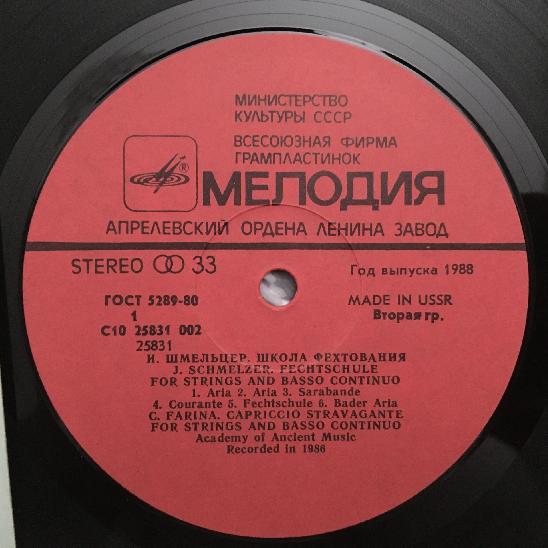 МИНИСТЕРСТВО
КУЛЬТУРЫ СССР
ВСЕСОЮЗНАЯ ФИРМА
ГРАМПЛАСТИНОК
®
МЕЛОДИЯ
АПРЕЛЕВСКИЙ ОРДЕНА ЛЕНИНА ЗАВОД
STEREO 33
Год выпуска 1988
ГОСТ 5289-80
MADE IN USSR
1
Вторая гр.
С10 25831 002
25831
И. ШМЕЛЬЦЕР. ШКОЛА ФЕХТОВАНИЯ
J. SCHMELZER. FECHTSCHULE
FOR STRINGS AND BASSO CONTINUO
1. Aria 2. Aria 3. Sarabande
4. Courante 5. Fechtschule 6. Bader Aria
C. FARINA. CAPRICCIO STRAVAGANTE
FOR STRINGS AND BASSO CONTINUO
Academy of Ancient Music
Recorded in 1986